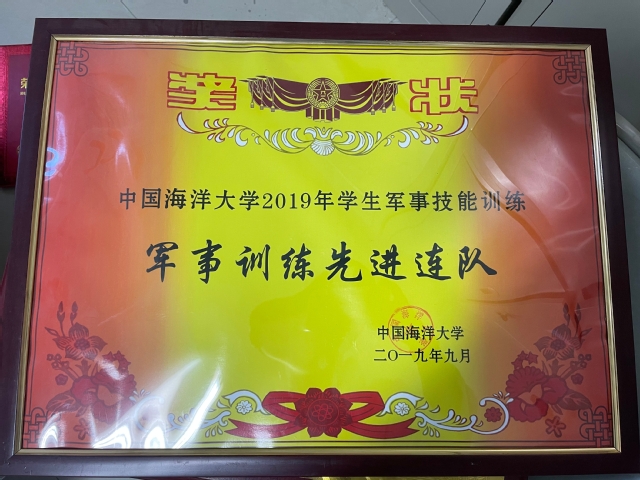 奖状
中国海洋大学2019年学生军事技能训练
军事训练先进连队
中国海洋大学
二〇一九年九月